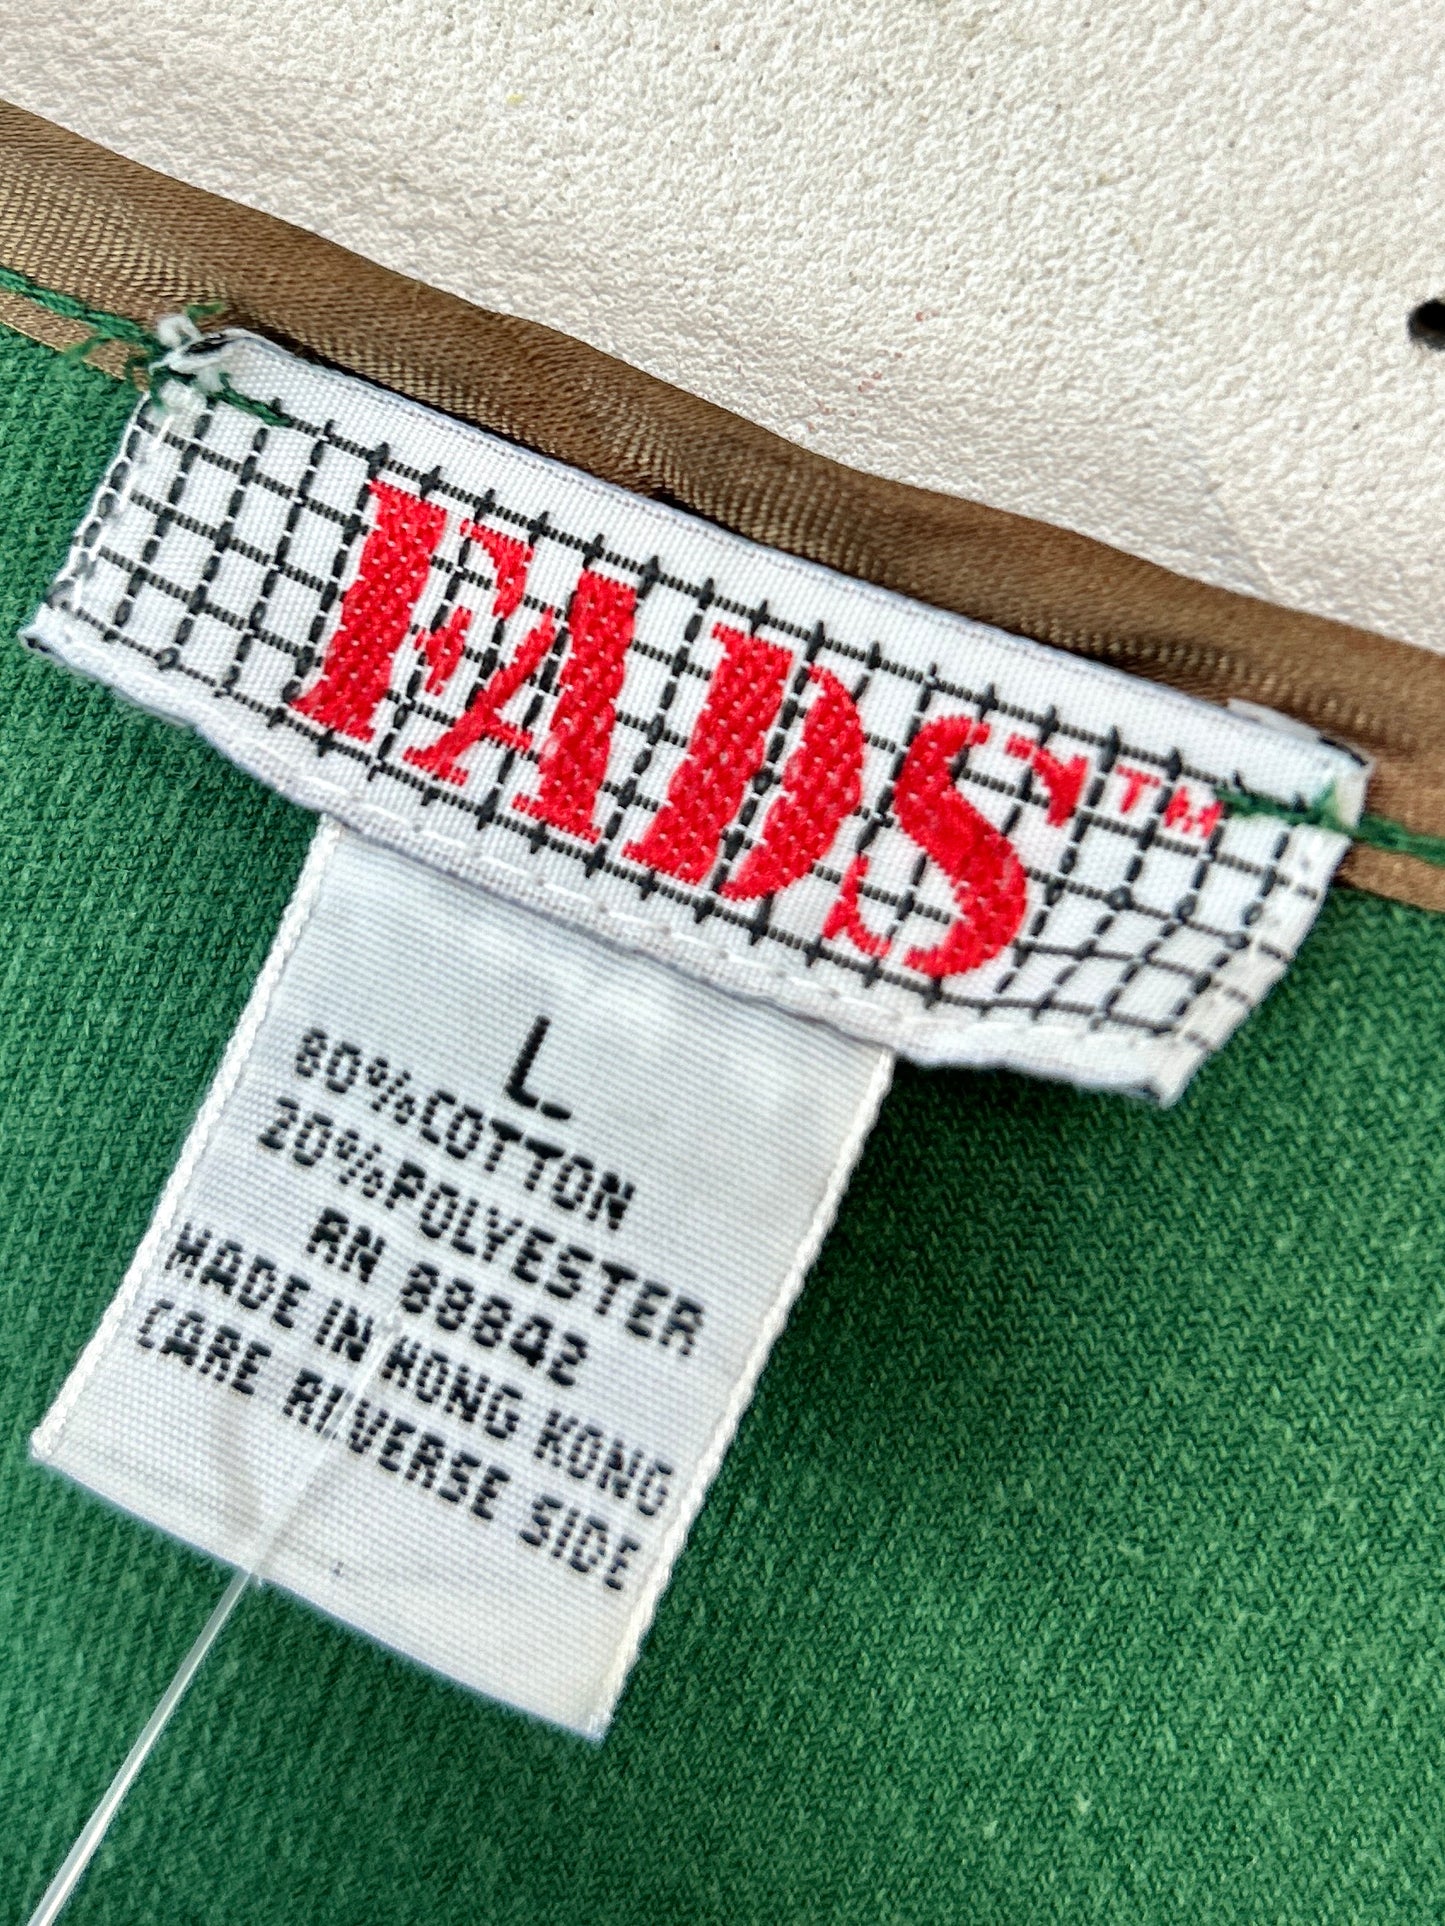 FADS™
L
80%COTTON
20%POLYESTER
RN 88842
MADE IN HONG KONG
CARE REVERSE SIDE